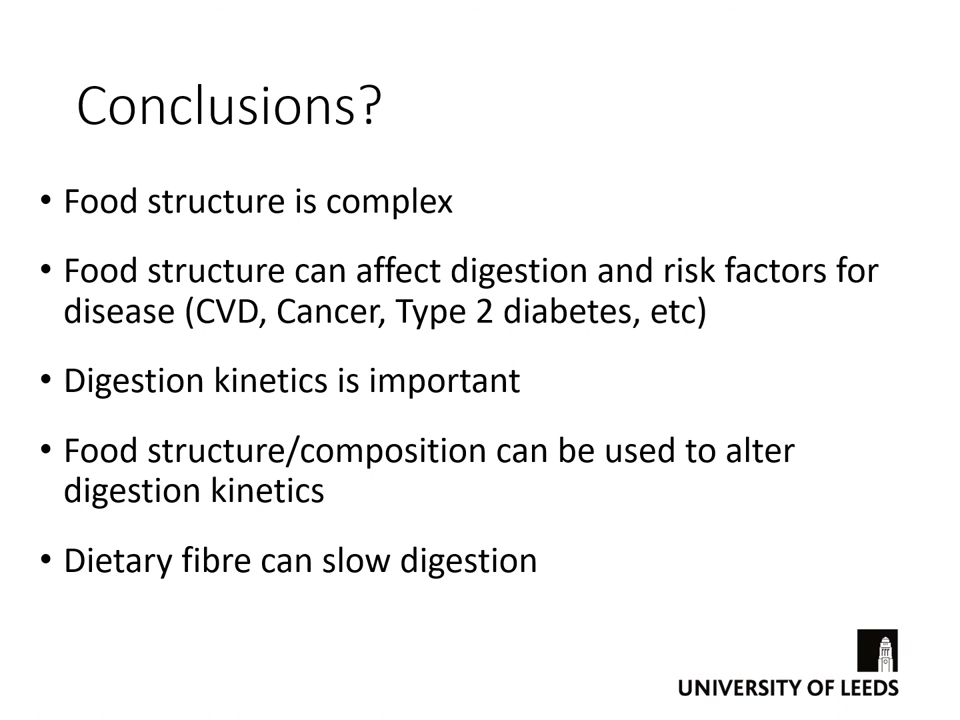 Conclusions?
• Food structure is complex
• Food structure can affect digestion and risk factors for
disease (CVD, Cancer, Type 2 diabetes, etc)
• Digestion kinetics is important
• Food structure/composition can be used to alter
digestion kinetics
• Dietary fibre can slow digestion
UNIVERSITY OF LEEDS